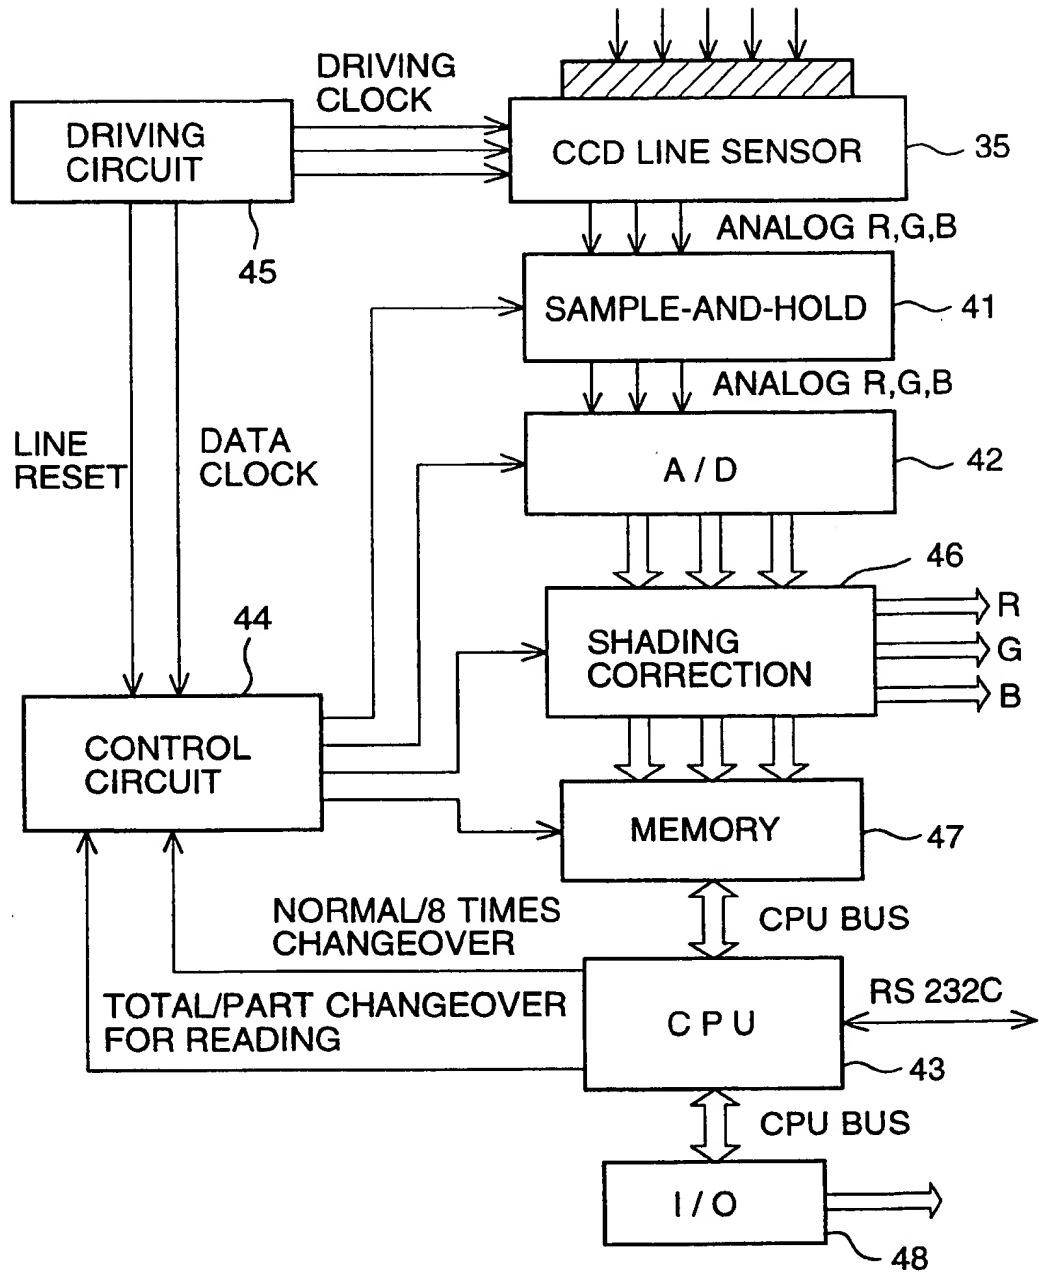 DRIVING
CLOCK
DRIVING
CIRCUIT
CCD LINE SENSOR
35
45
ANALOG R,G,B
SAMPLE-AND-HOLD
41
ANALOG R,G,B
LINE
RESET
DATA
CLOCK
A / D
42
46
R
G
B
SHADING
CORRECTION
44
CONTROL
CIRCUIT
MEMORY
47
NORMAL/8 TIMES
CHANGEOVER
CPU BUS
TOTAL/PART CHANGEOVER
FOR READING
C P U
RS 232C
43
CPU BUS
I / O
48